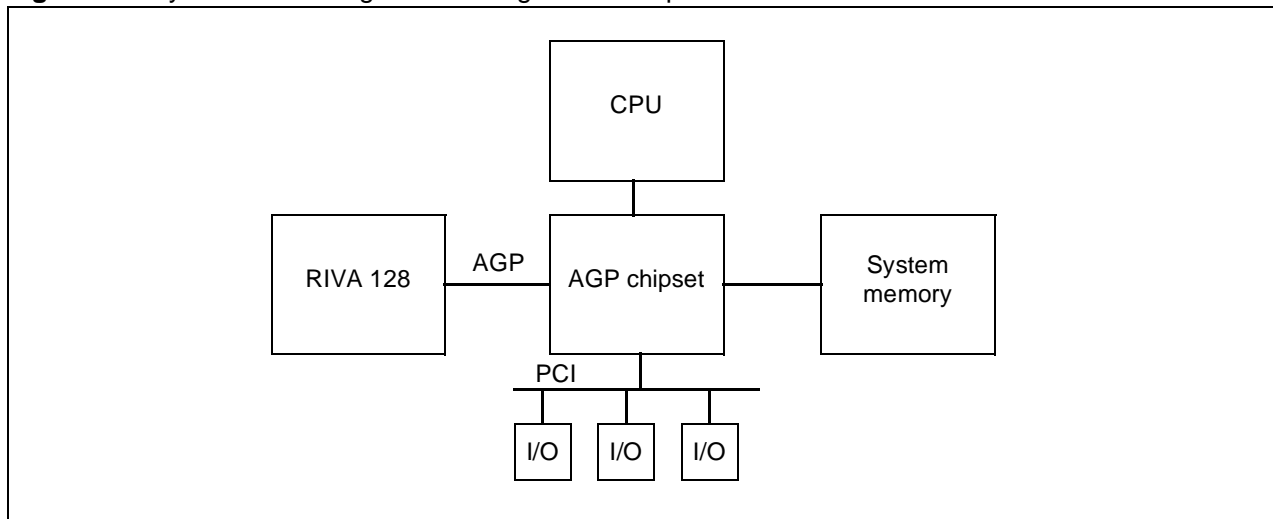 CPU
RIVA 128
AGP
AGP chipset
System
memory
PCI
I/O
I/O
I/O